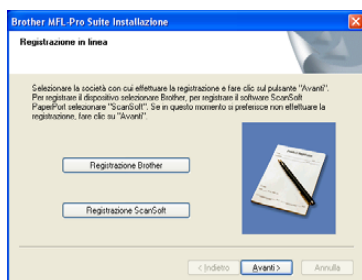 Brother MFL-Pro Suite Installazione
Registrazione in linea
Selezionare la società con cui effettuare la registrazione e fare clic sul pulsante "Avanti".
Per registrare il dispositivo selezionare Brother, per registrare il software ScanSoft
PaperPort selezionare "ScanSoft". Se in questo momento si preferisce non effettuare la
registrazione, fare clic su "Avanti".
Registrazione Brother
Registrazione ScanSoft
< Indietro Avanti > Annulla